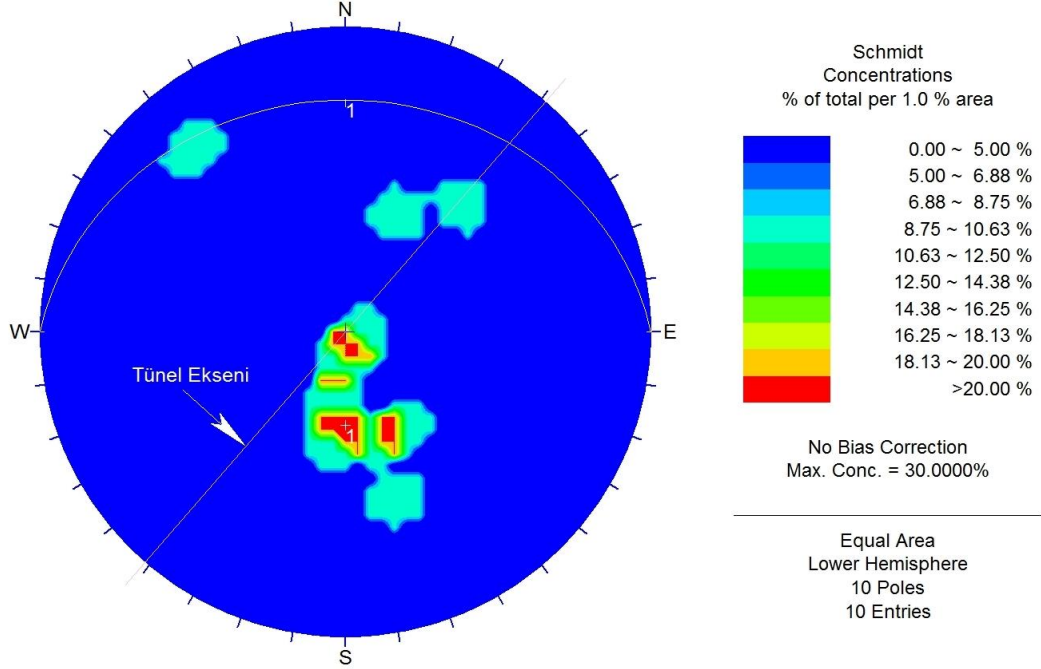 N
W
E
S
1
1
Tünel Ekseni
Schmidt
Concentrations
% of total per 1.0 % area
0.00 ~ 5.00 %
5.00 ~ 6.88 %
6.88 ~ 8.75 %
8.75 ~ 10.63 %
10.63 ~ 12.50 %
12.50 ~ 14.38 %
14.38 ~ 16.25 %
16.25 ~ 18.13 %
18.13 ~ 20.00 %
>20.00 %
No Bias Correction
Max. Conc. = 30.0000%
Equal Area
Lower Hemisphere
10 Poles
10 Entries